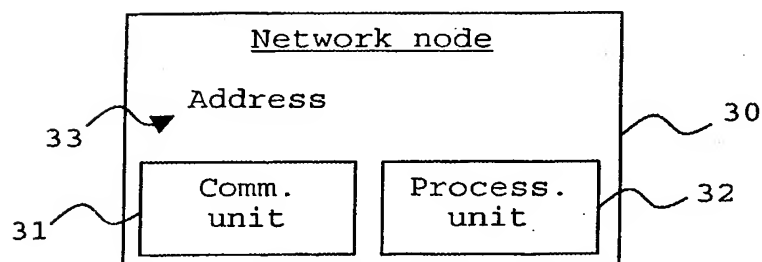 Network node
Address
33
30
Comm.
unit
Process.
unit
31
32